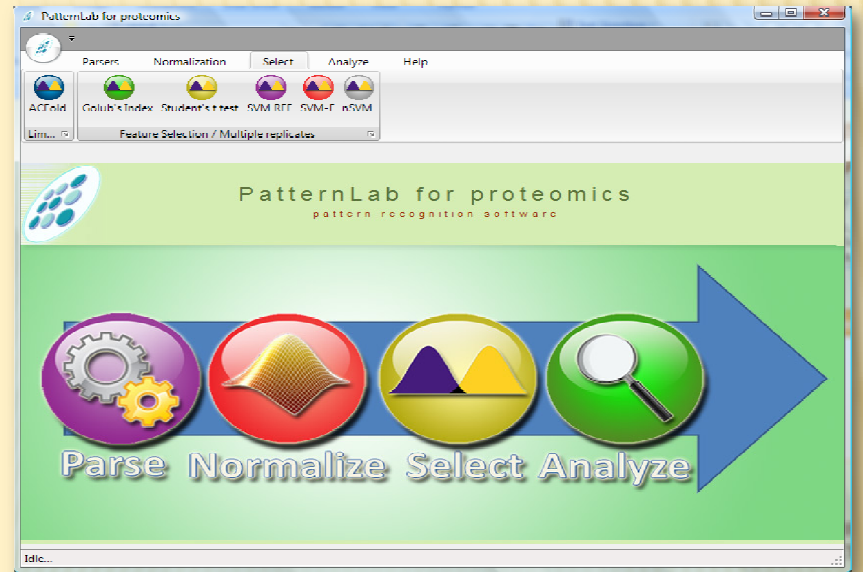 PatternLab for proteomics
Parsers Normalization Select Analyze Help
ACFold Golub's Index Student's t test SVM RFE SVM-F nSVM
Lim... Feature Selection / Multiple replicates
PatternLab for proteomics
pattern recognition software
Parse Normalize Select Analyze
Idle...